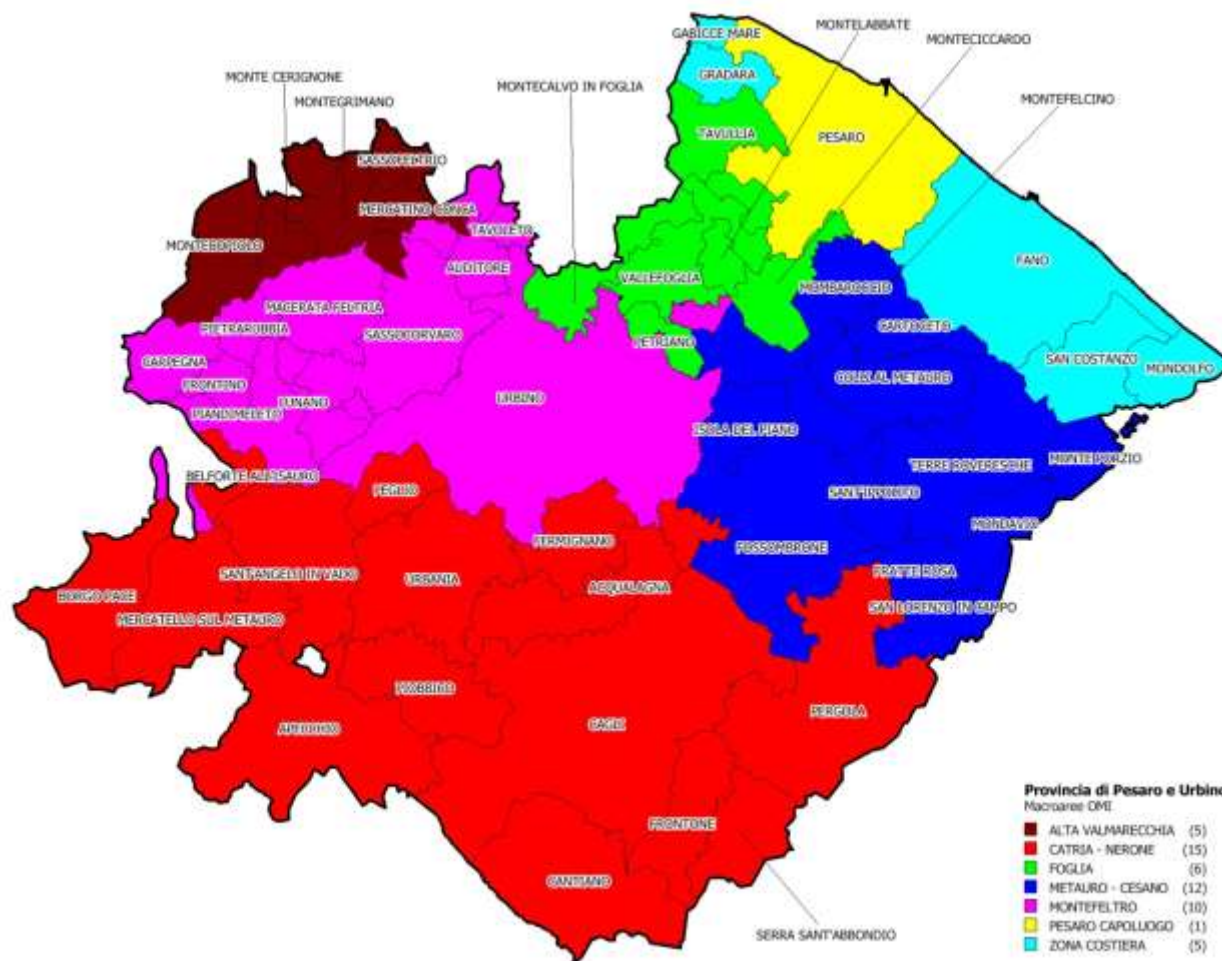 MONTELABBATE
GABICCE MARE
MONTECICCARDO
GRADARA
MONTE CERIGNONE
MONTECALVO IN FOGLIA
MONTEFELCINO
MONTEGRIMANO
TAVULLIA
PESARO
SASSOFELTRIO
MERCATINO CONCA
TAVOLETO
MONTECOPIOLO
AUDITORE
VALLEFOGLIA
FANO
MOMBAROCCIO
MACERATA FELTRIA
PIETRARUBBIA
SASSOCORVARO
CARTOCETO
PETRIANO
CARPEGNA
SAN COSTANZO
MONDOLFO
FRONTINO
COLLI AL METAURO
LUNANO
URBINO
PIANDIMELETO
ISOLA DEL PIANO
MONTE PORZIO
TERRE ROVERESCHE
BELFORTE ALL'ISAURO
PEGLIO
SANT'IPPOLITO
MONDAVIO
FERMIGNANO
FOSSOMBRONE
FRATTE ROSA
SANT'ANGELO IN VADO
URBANIA
ACQUALAGNA
BORGO PACE
SAN LORENZO IN CAMPO
MERCATELLO SUL METAURO
PIOBBICO
PERGOLA
APECCHIO
CAGLI
FRONTONE
CANTIANO
SERRA SANT'ABBONDIO
Provincia di Pesaro e Urbino
Macroaree OMI
ALTA VALMARECCHIA (5)
CATRIA - NERONE (15)
FOGLIA (6)
METAURO - CESANO (12)
MONTEFELTRO (10)
PESARO CAPOLUOGO (1)
ZONA COSTIERA (5)